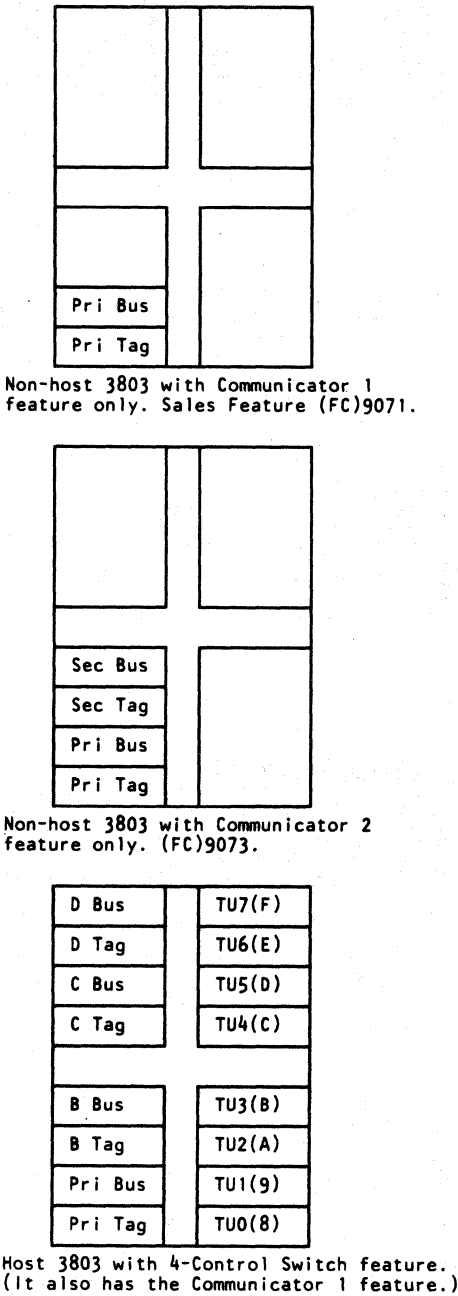 Pri Bus
Pri Tag
Non-host 3803 with Communicator 1
feature only. Sales Feature (FC)9071.
Sec Bus
Sec Tag
Pri Bus
Pri Tag
Non-host 3803 with Communicator 2
feature only. (FC)9073.
D Bus TU7(F)
D Tag TU6(E)
C Bus TU5(D)
C Tag TU4(C)
B Bus TU3(B)
B Tag TU2(A)
Pri Bus TU1(9)
Pri Tag TU0(8)
Host 3803 with 4-Control Switch feature.
(It also has the Communicator 1 feature.)